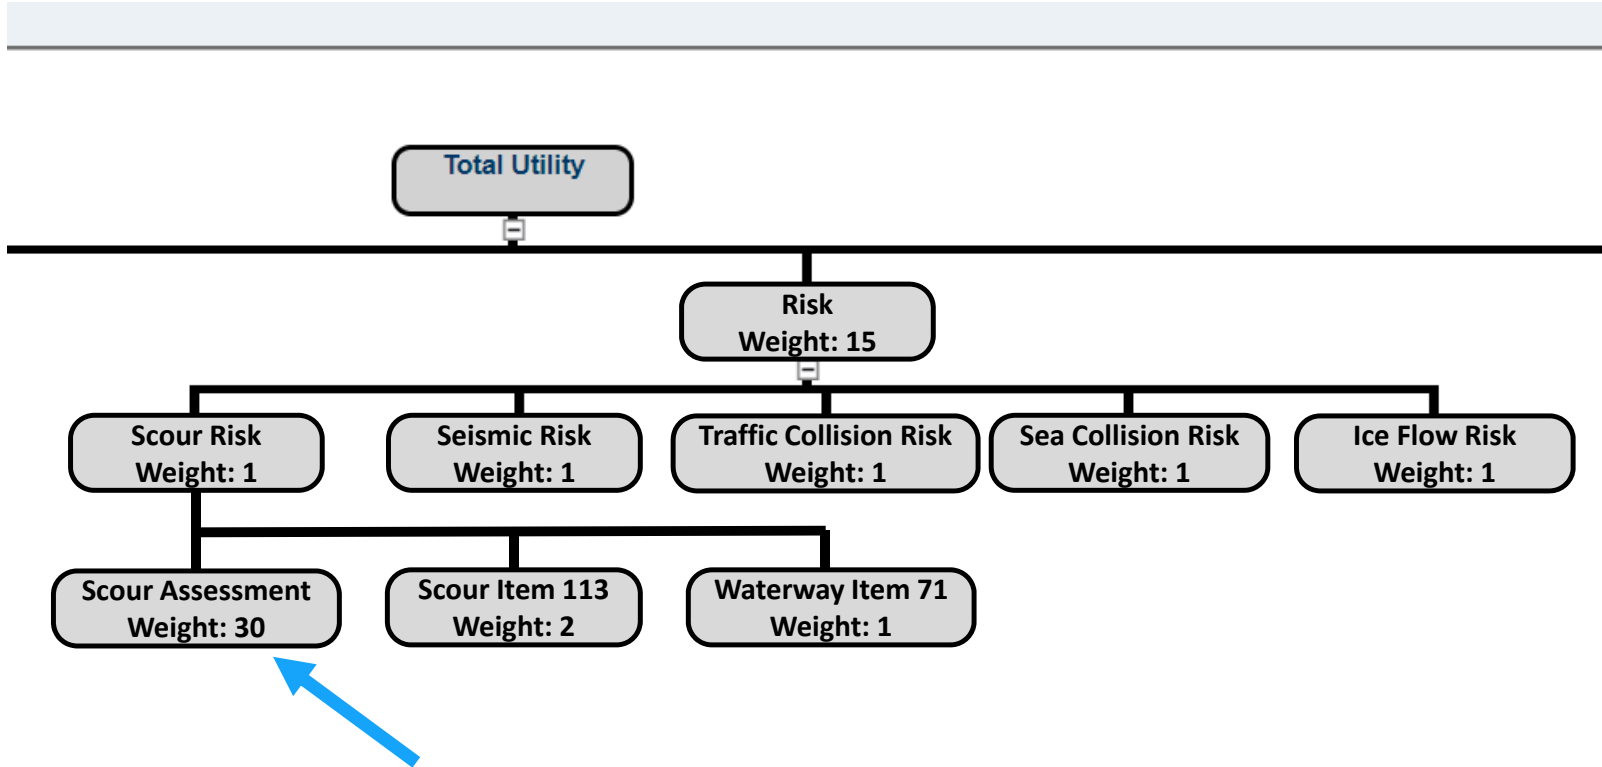 Total Utility
Risk
Weight: 15
Scour Risk
Weight: 1
Seismic Risk
Weight: 1
Traffic Collision Risk
Weight: 1
Sea Collision Risk
Weight: 1
Ice Flow Risk
Weight: 1
Scour Assessment
Weight: 30
Scour Item 113
Weight: 2
Waterway Item 71
Weight: 1